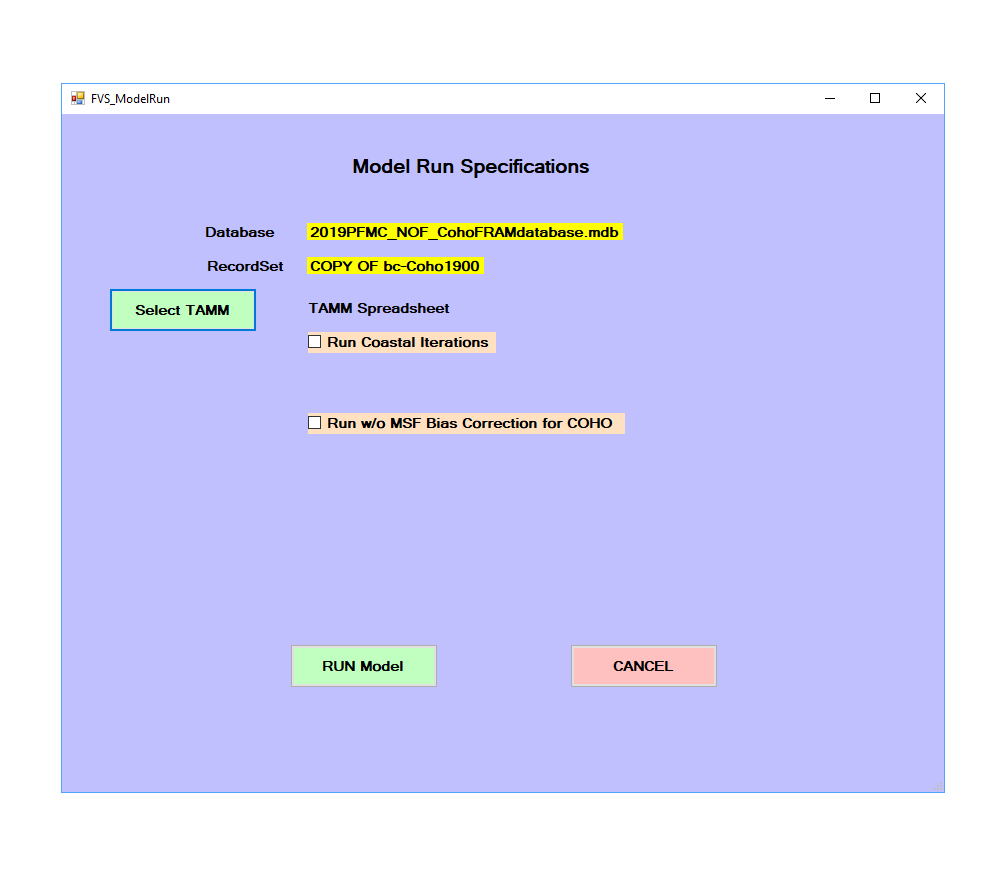 FVS_ModelRun
Model Run Specifications
Database 2019PFMC_NOF_CohoFRAMdatabase.mdb
RecordSet COPY OF bc-Coho1900
Select TAMM TAMM Spreadsheet
Run Coastal Iterations
Run w/o MSF Bias Correction for COHO
RUN Model CANCEL